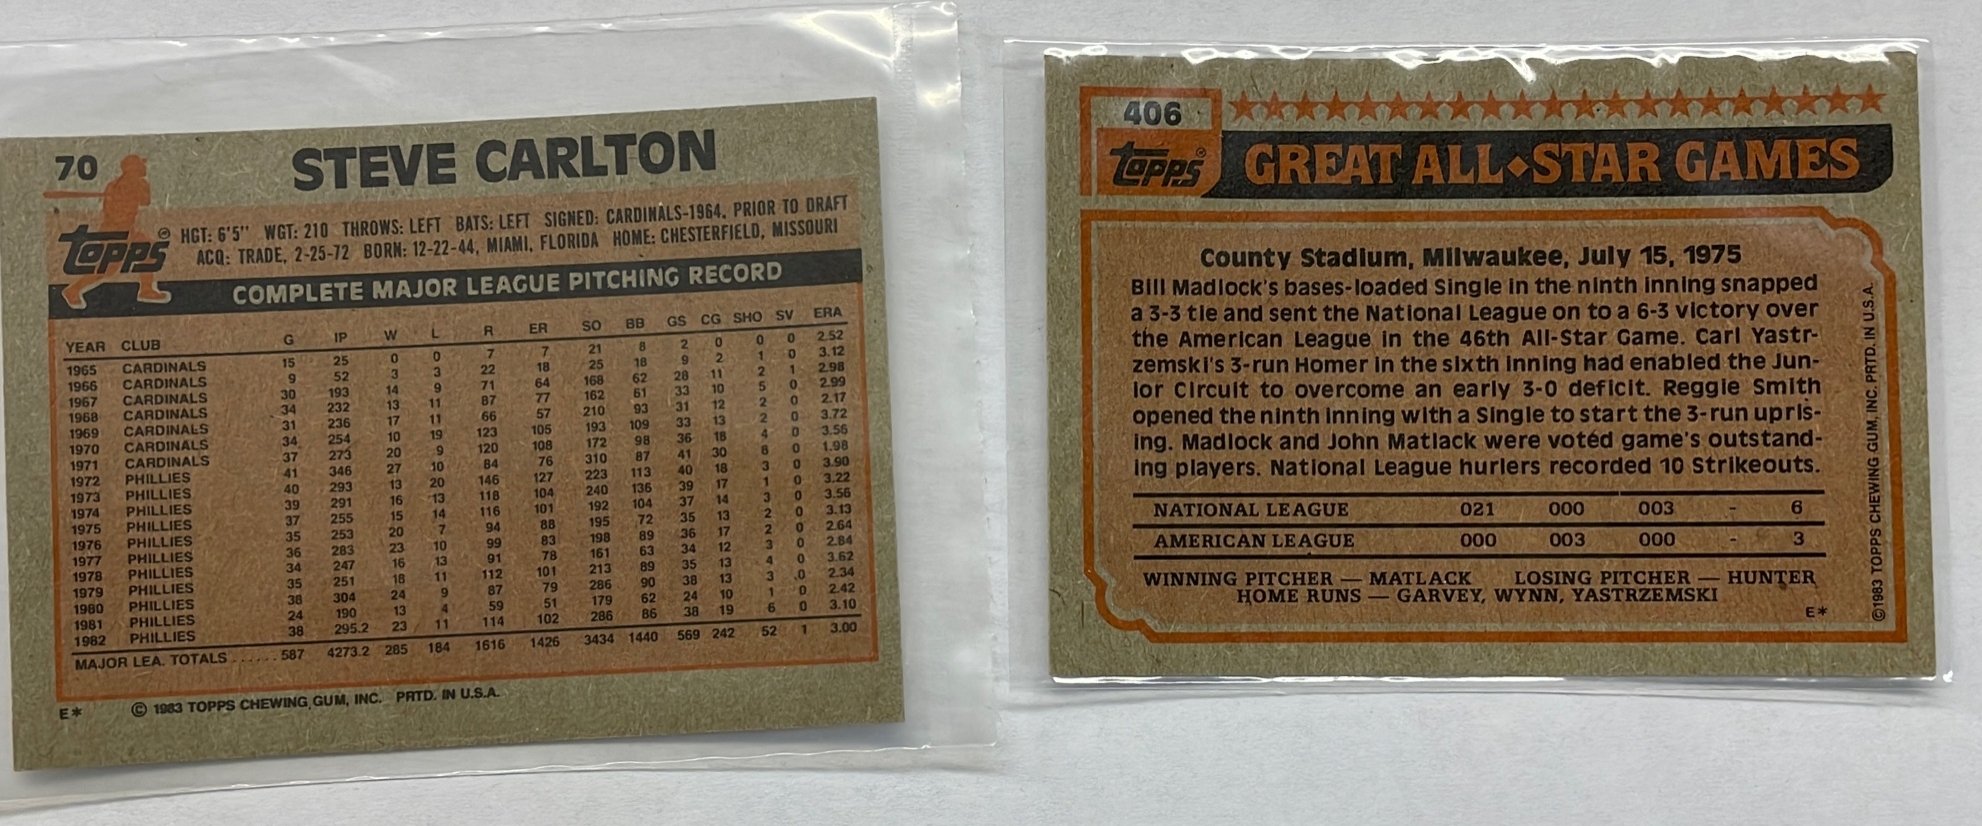 70
STEVE CARLTON
Topps®
HGT: 6'5" WGT: 210 THROWS: LEFT BATS: LEFT SIGNED: CARDINALS-1964, PRIOR TO DRAFT
ACQ: TRADE, 2-25-72 BORN: 12-22-44, MIAMI, FLORIDA HOME: CHESTERFIELD, MISSOURI
COMPLETE MAJOR LEAGUE PITCHING RECORD
YEAR CLUB G IP W L R ER SO BB GS CG SHO SV ERA
1965 CARDINALS 15 25 0 0 7 7 21 8 2 0 0 0 2.52
1966 CARDINALS 9 52 3 3 22 18 25 18 9 2 1 0 3.12
1967 CARDINALS 30 193 14 9 71 64 168 62 28 11 2 1 2.98
1968 CARDINALS 34 232 13 11 87 77 162 61 33 10 5 0 2.99
1969 CARDINALS 31 236 17 11 66 57 210 93 31 12 2 0 2.17
1970 CARDINALS 34 254 10 19 123 105 193 109 33 13 2 0 3.72
1971 CARDINALS 37 273 20 9 120 108 172 98 36 18 4 0 3.56
1972 PHILLIES 41 346 27 10 84 76 310 87 41 30 8 0 1.98
1973 PHILLIES 40 293 13 20 146 127 223 113 40 18 3 0 3.90
1974 PHILLIES 39 291 16 13 118 104 240 136 39 17 1 0 3.22
1975 PHILLIES 37 255 15 14 116 101 192 104 37 14 3 0 3.56
1976 PHILLIES 35 253 20 7 94 88 195 72 35 13 2 0 3.13
1977 PHILLIES 36 283 23 10 99 83 198 89 36 17 2 0 2.64
1978 PHILLIES 34 247 16 13 91 78 161 63 34 12 3 0 2.84
1979 PHILLIES 35 251 18 11 112 101 213 89 35 13 4 0 3.62
1980 PHILLIES 38 304 24 9 87 79 286 90 38 13 3 0 2.34
1981 PHILLIES 24 190 13 4 59 51 179 62 24 10 1 0 2.42
1982 PHILLIES 38 295.2 23 11 114 102 286 86 38 19 6 0 3.10
MAJOR LEA. TOTALS ...... 587 4273.2 285 184 1616 1426 3434 1440 569 242 52 1 3.00
E* © 1983 TOPPS CHEWING GUM, INC. PRTD. IN U.S.A.
406
Topps®
GREAT ALL◆STAR GAMES
County Stadium, Milwaukee, July 15, 1975
Bill Madlock's bases-loaded Single in the ninth inning snapped
a 3-3 tie and sent the National League on to a 6-3 victory over
the American League in the 46th All-Star Game. Carl Yastr-
zemski's 3-run Homer in the sixth inning had enabled the Jun-
ior Circuit to overcome an early 3-0 deficit. Reggie Smith
opened the ninth inning with a Single to start the 3-run upris-
ing. Madlock and John Matlack were voted game's outstand-
ing players. National League hurlers recorded 10 Strikeouts.
NATIONAL LEAGUE 021 000 003 - 6
AMERICAN LEAGUE 000 003 000 - 3
WINNING PITCHER — MATLACK LOSING PITCHER — HUNTER
HOME RUNS — GARVEY, WYNN, YASTRZEMSKI
E*
©1983 TOPPS CHEWING GUM, INC. PRTD. IN U.S.A.